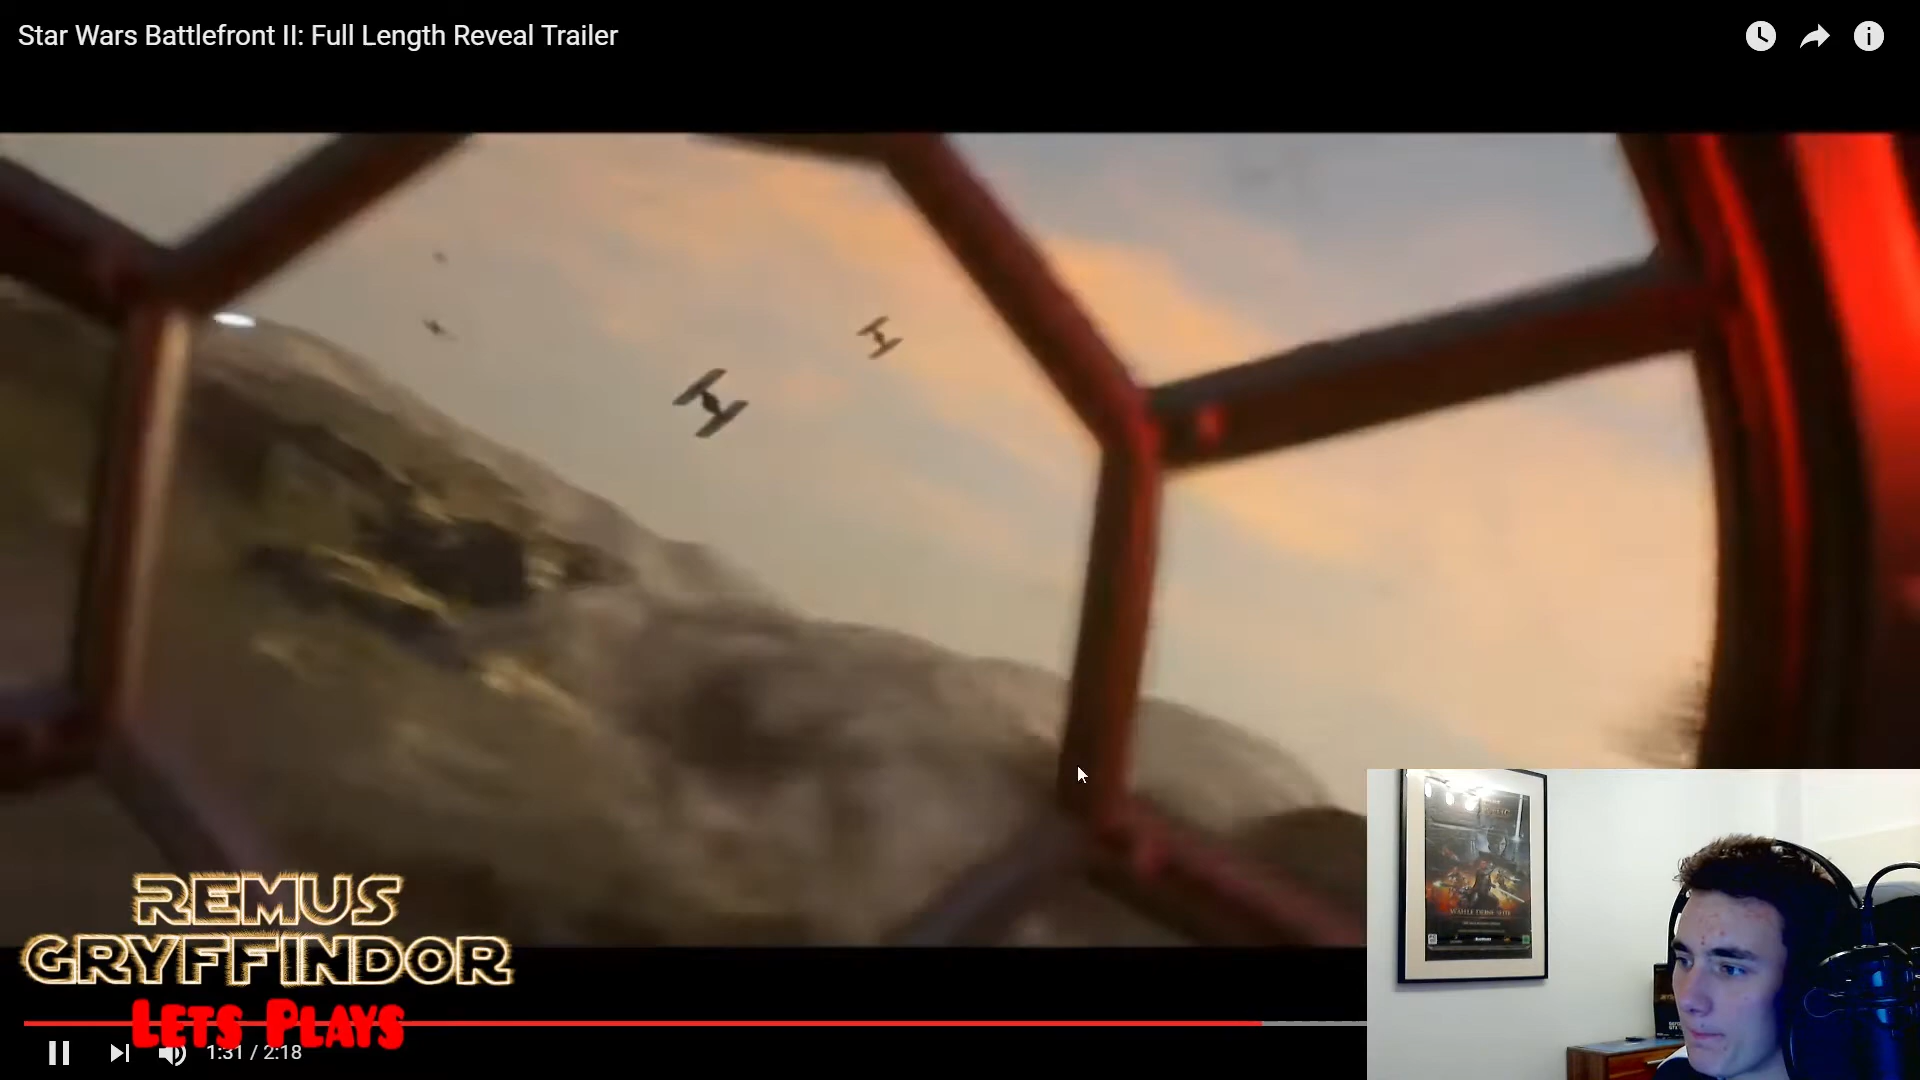 Star Wars Battlefront II: Full Length Reveal Trailer
REMUS
GRYFFINDOR
LETS PLAYS
1:31 / 2:18